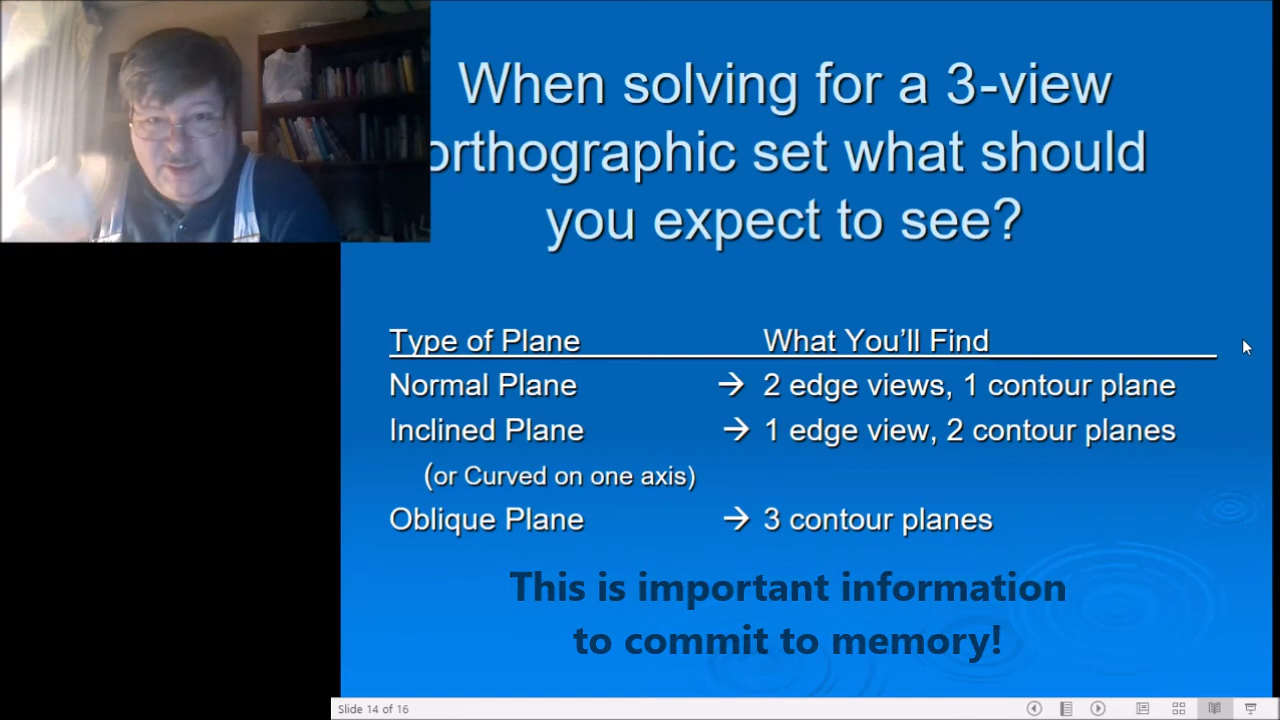 When solving for a 3-view
orthographic set what should
you expect to see?
Type of Plane What You'll Find
Normal Plane → 2 edge views, 1 contour plane
Inclined Plane → 1 edge view, 2 contour planes
(or Curved on one axis)
Oblique Plane → 3 contour planes
This is important information
to commit to memory!
Slide 14 of 16